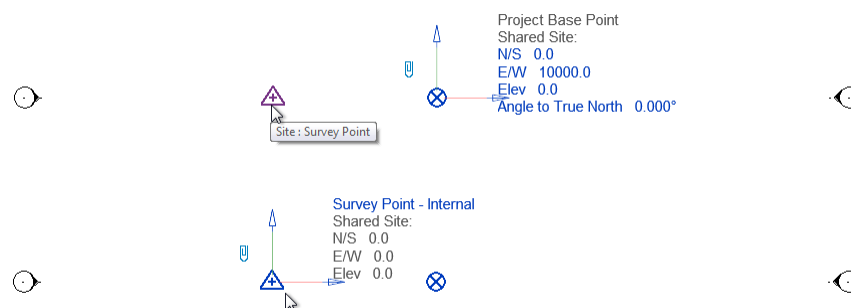 Project Base Point
Shared Site:
N/S 0.0
E/W 10000.0
Elev 0.0
Angle to True North 0.000°
Site : Survey Point
Survey Point - Internal
Shared Site:
N/S 0.0
E/W 0.0
Elev 0.0